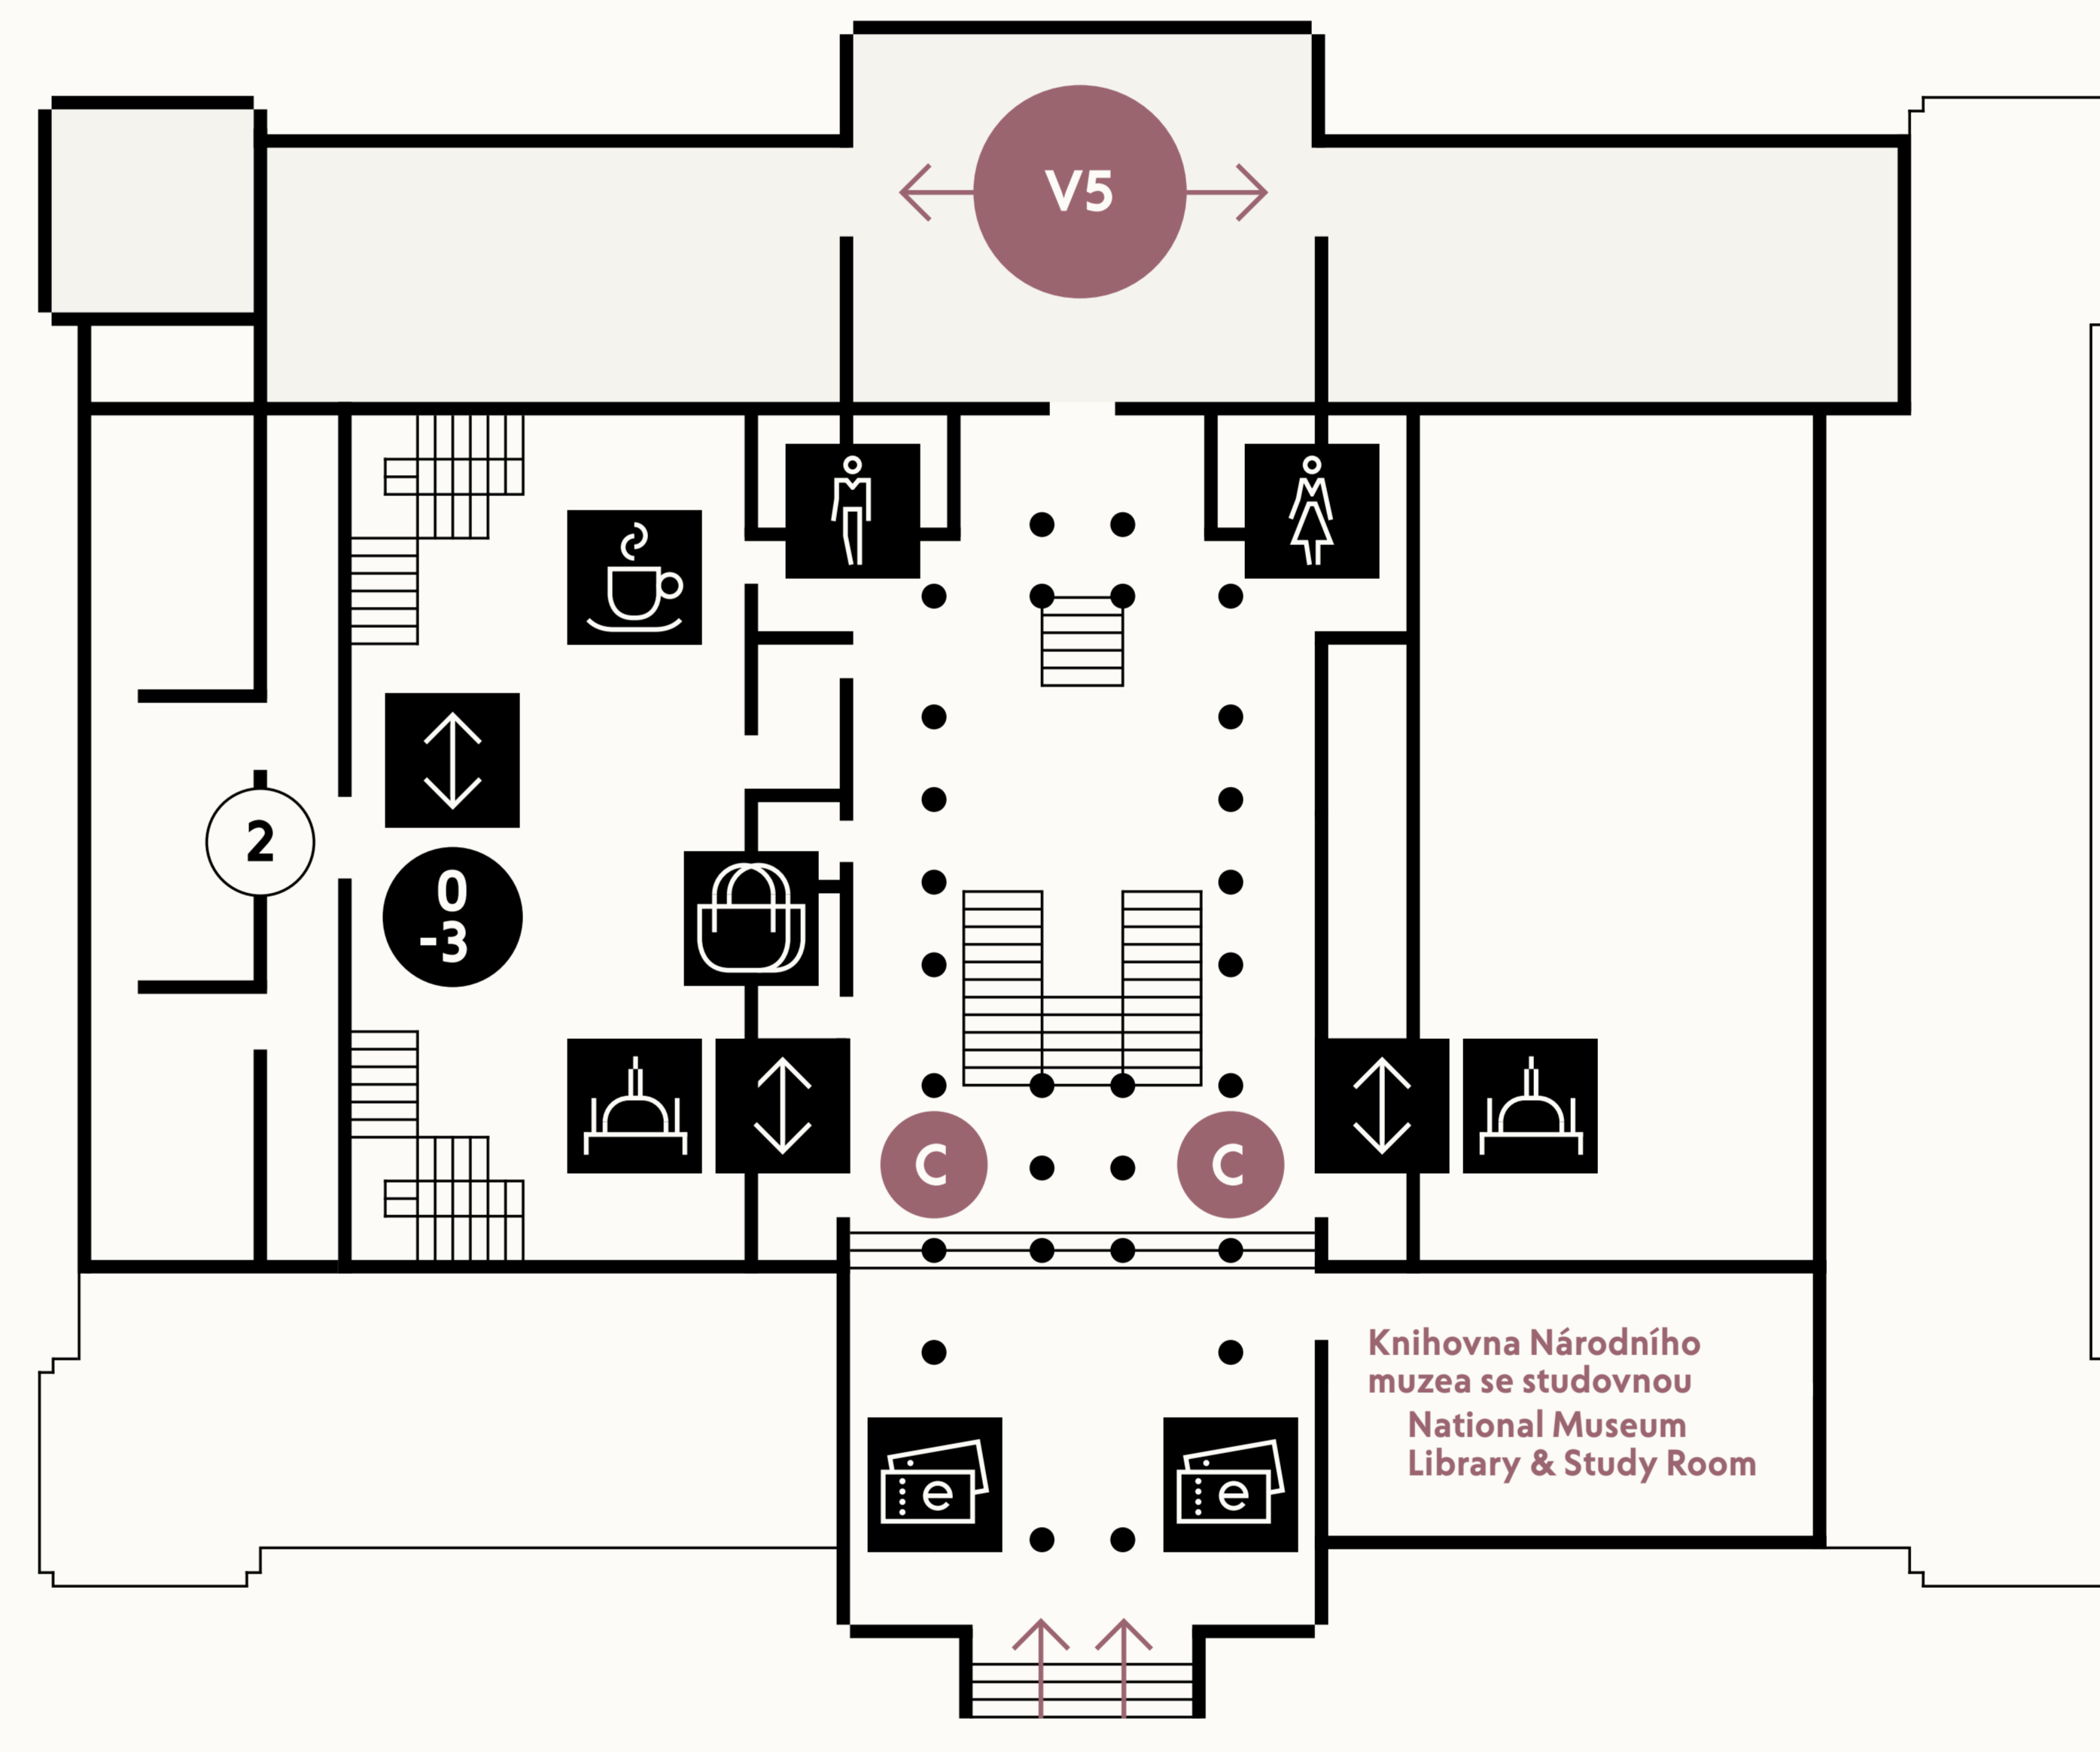 V5
2
0
-3
C
C
Knihovna Národního
muzea se studovnou
National Museum
Library & Study Room
e
e